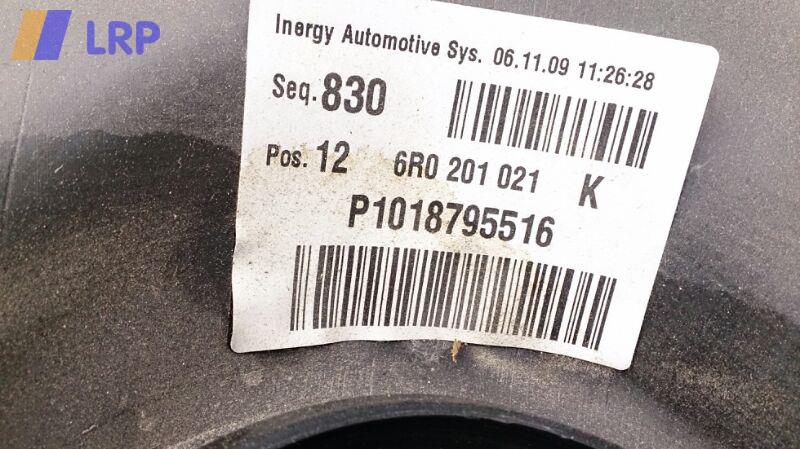 LRP
Inergy Automotive Sys. 06.11.09 11:26:28
Seq. 830
Pos. 12 6R0 201 021 K
P1018795516